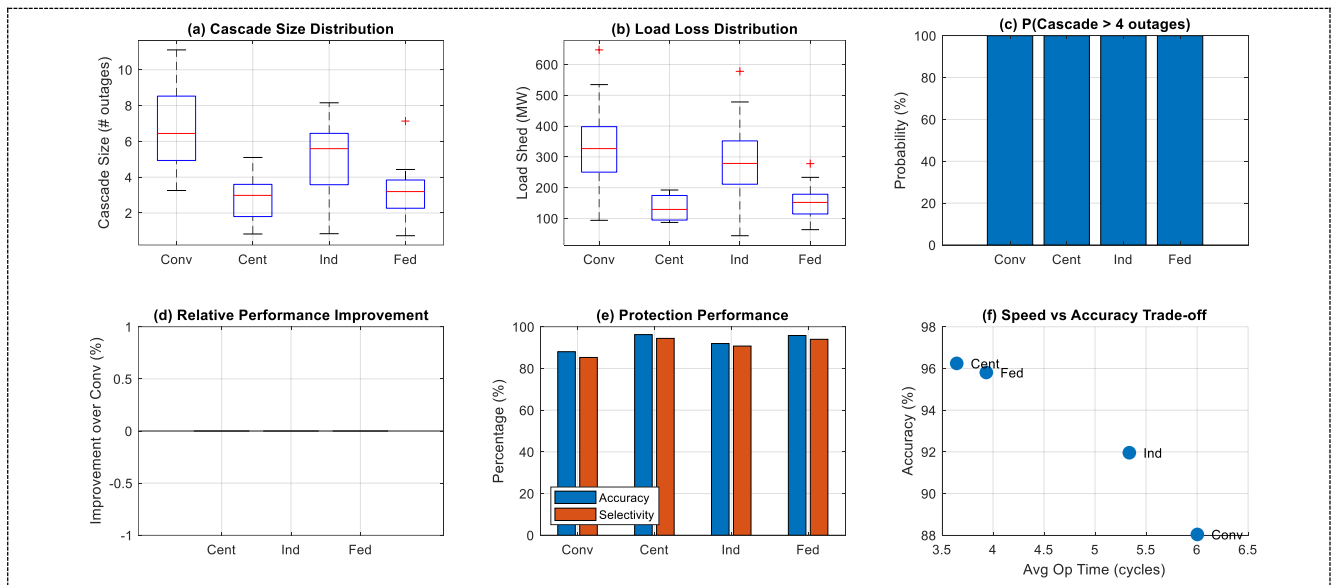 (a) Cascade Size Distribution
Cascade Size (# outages)
10
8
6
4
2
Conv Cent Ind Fed
(b) Load Loss Distribution
Load Shed (MW)
600
500
400
300
200
100
Conv Cent Ind Fed
(c) P(Cascade > 4 outages)
Probability (%)
100
80
60
40
20
0
Conv Cent Ind Fed
(d) Relative Performance Improvement
Improvement over Conv (%)
1
0.5
0
-0.5
-1
Cent Ind Fed
(e) Protection Performance
Percentage (%)
100
80
60
40
20
0
Accuracy
Selectivity
Conv Cent Ind Fed
(f) Speed vs Accuracy Trade-off
Accuracy (%)
98
96
94
92
90
88
Cent
Fed
Ind
Conv
3.5 4 4.5 5 5.5 6 6.5
Avg Op Time (cycles)